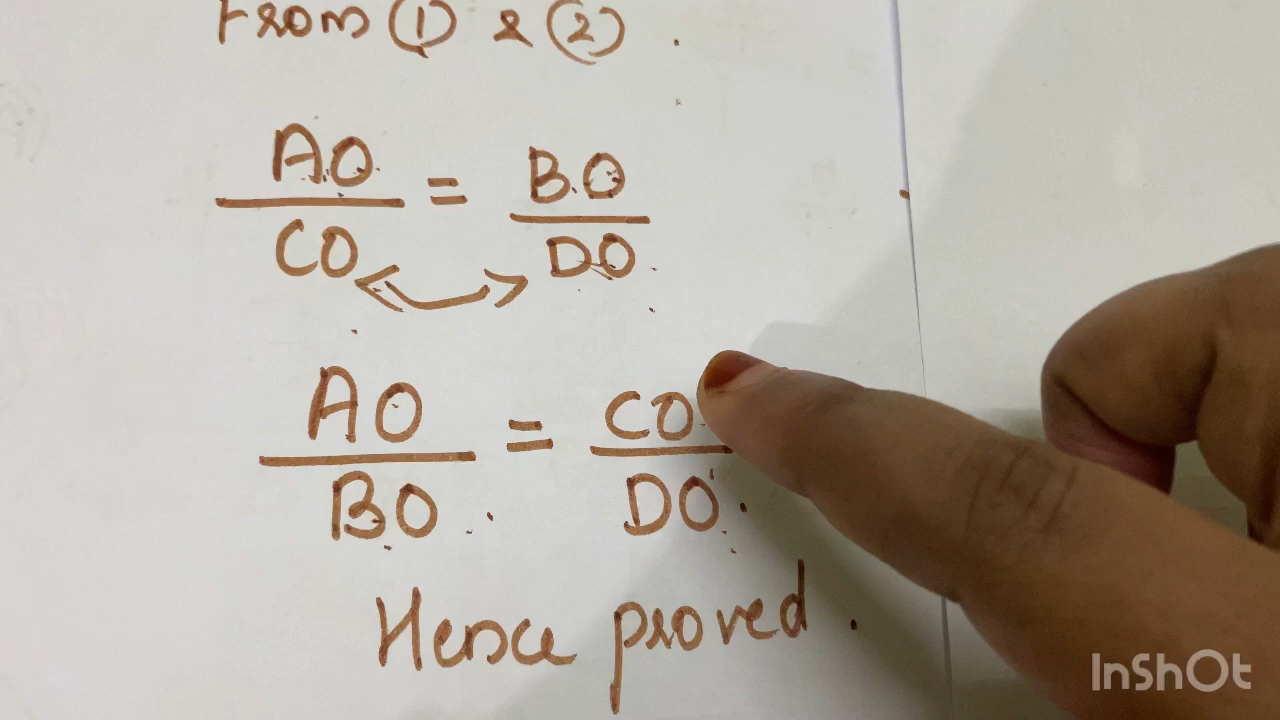 From (1) & (2).
AO/CO = BO/DO
AO/BO = CO/DO.
Hence proved.
InShOt